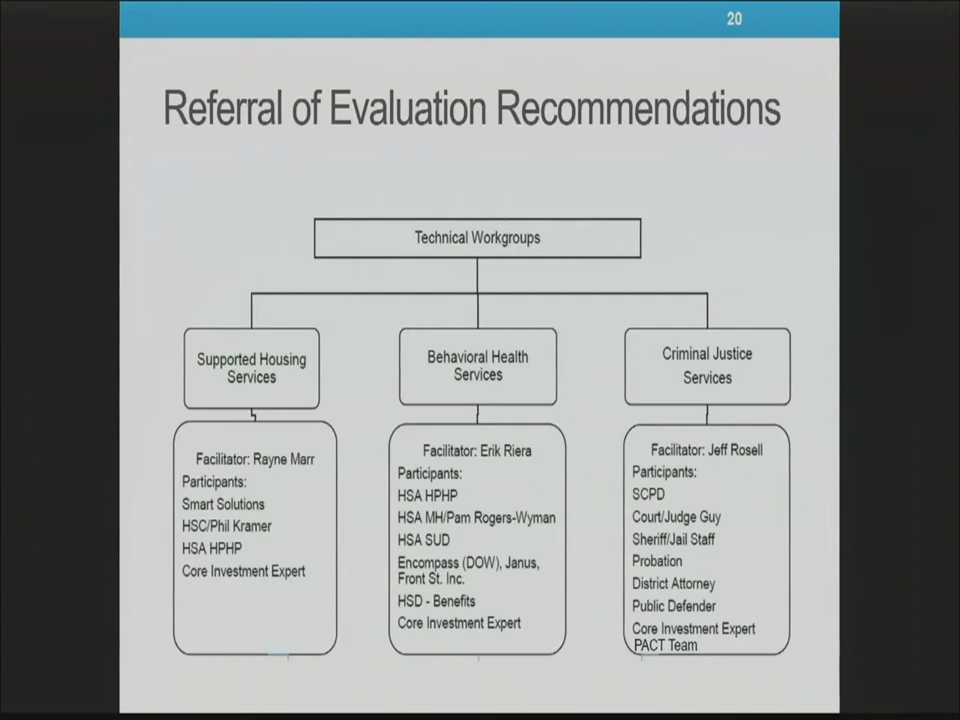 20
Referral of Evaluation Recommendations
Technical Workgroups
Supported Housing
Services
Facilitator: Rayne Marr
Participants:
Smart Solutions
HSC/Phil Kramer
HSA HPHP
Core Investment Expert
Behavioral Health
Services
Facilitator: Erik Riera
Participants:
HSA HPHP
HSA MH/Pam Rogers-Wyman
HSA SUD
Encompass (DOW), Janus,
Front St. Inc.
HSD - Benefits
Core Investment Expert
Criminal Justice
Services
Facilitator: Jeff Rosell
Participants:
SCPD
Court/Judge Guy
Sheriff/Jail Staff
Probation
District Attorney
Public Defender
Core Investment Expert
PACT Team